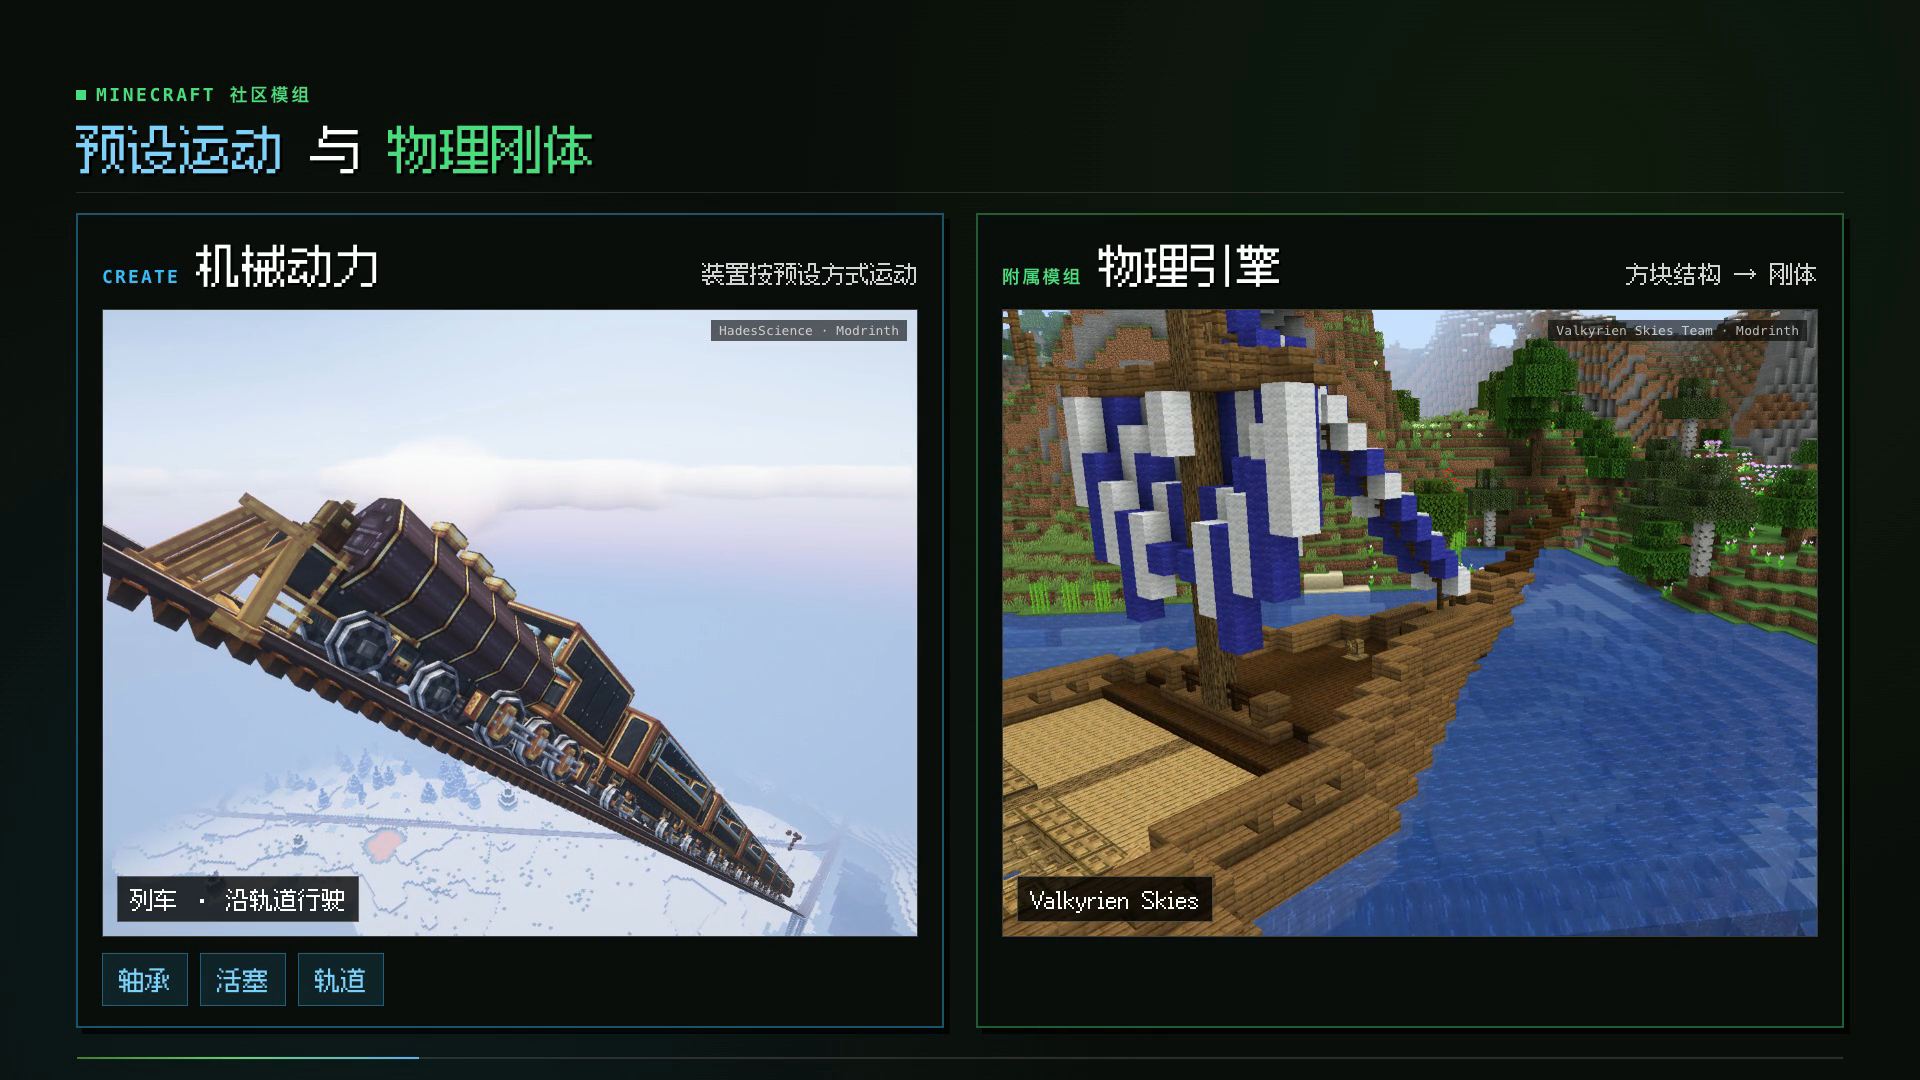 MINECRAFT 社区模组
预设运动 与 物理刚体
CREATE 机械动力 装置按预设方式运动
HadesScience · Modrinth
列车 · 沿轨道行驶
轴承 活塞 轨道
附属模组 物理引擎 方块结构 → 刚体
Valkyrien Skies Team · Modrinth
Valkyrien Skies